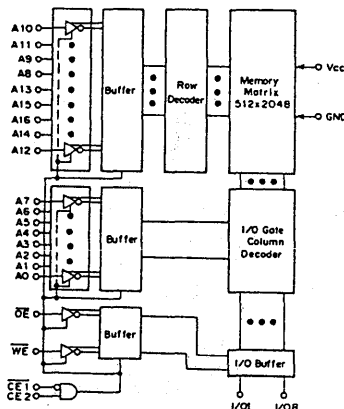 A10
A11
A9
A8
A13
A15
A16
A14
A12
Buffer
Row Decoder
Memory Matrix 512x2048
Vcc
GND
A7
A6
A5
A4
A3
A2
A1
A0
Buffer
I/O Gate Column Decoder
OE
WE
Buffer
I/O Buffer
CE1
CE2
I/O1
I/O8